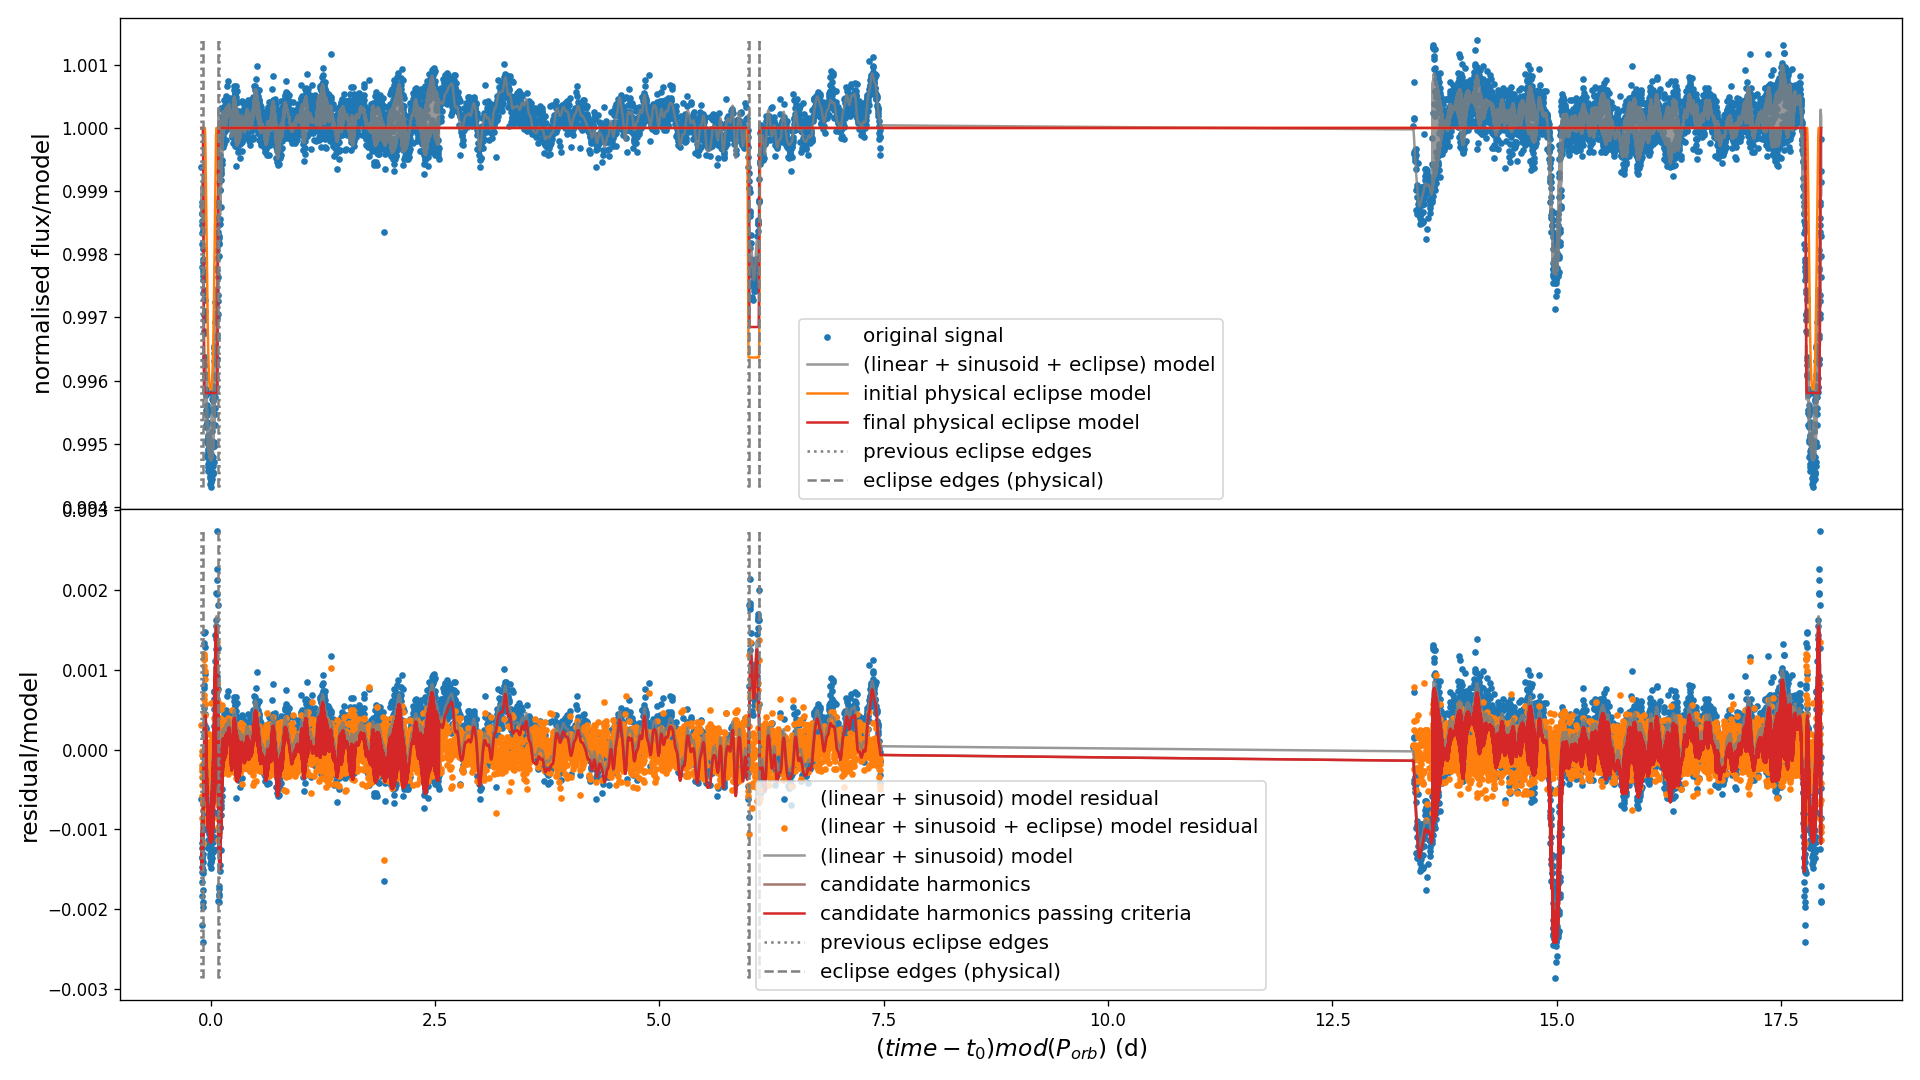 1.001
1.000
0.999
0.998
0.997
0.996
0.995
0.994
normalised flux/model
original signal
(linear + sinusoid + eclipse) model
initial physical eclipse model
final physical eclipse model
previous eclipse edges
eclipse edges (physical)
0.003
0.002
0.001
0.000
−0.001
−0.002
−0.003
residual/model
(linear + sinusoid) model residual
(linear + sinusoid + eclipse) model residual
(linear + sinusoid) model
candidate harmonics
candidate harmonics passing criteria
previous eclipse edges
eclipse edges (physical)
0.0 2.5 5.0 7.5 10.0 12.5 15.0 17.5
(time − t₀)mod(P_orb) (d)